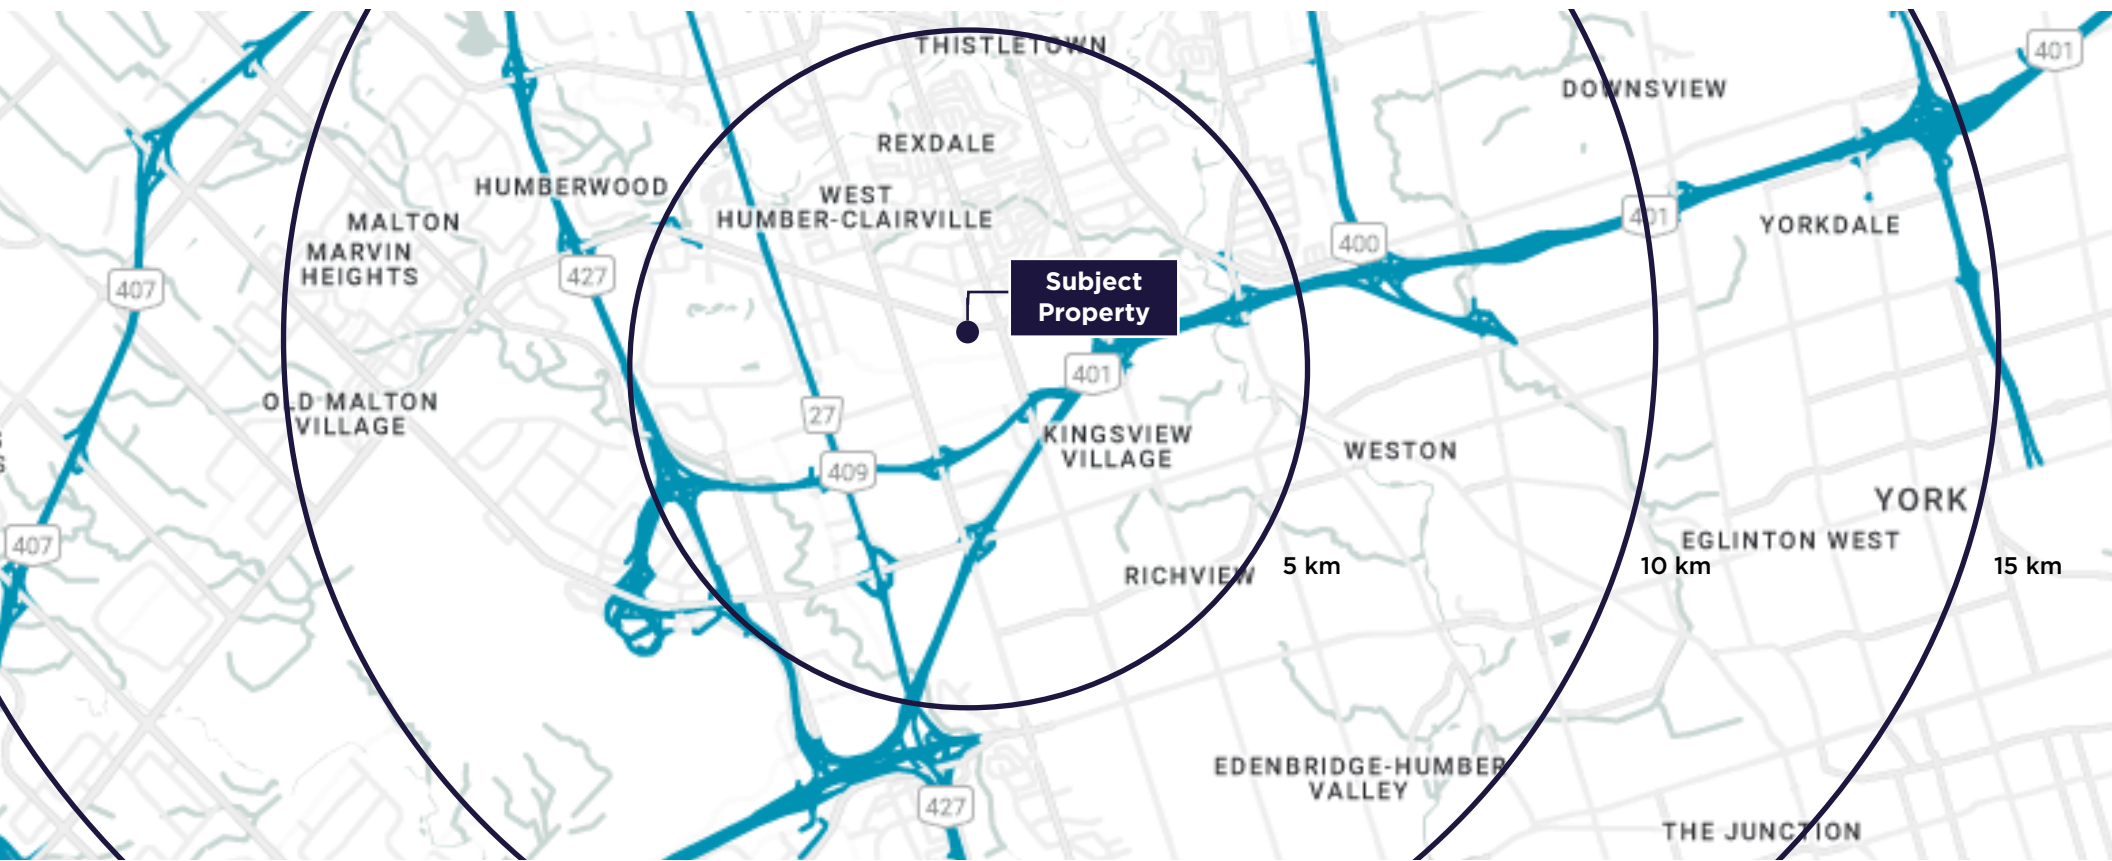 THISTLETOWN
401
DOWNSVIEW
REXDALE
HUMBERWOOD
WEST
HUMBER-CLAIRVILLE
MALTON
MARVIN
HEIGHTS
401
YORKDALE
400
427
407
Subject
Property
401
OLD MALTON
VILLAGE
27
KINGSVIEW
VILLAGE
WESTON
409
YORK
407
EGLINTON WEST
RICHVIEW
5 km
10 km
15 km
EDENBRIDGE-HUMBER
VALLEY
427
THE JUNCTION